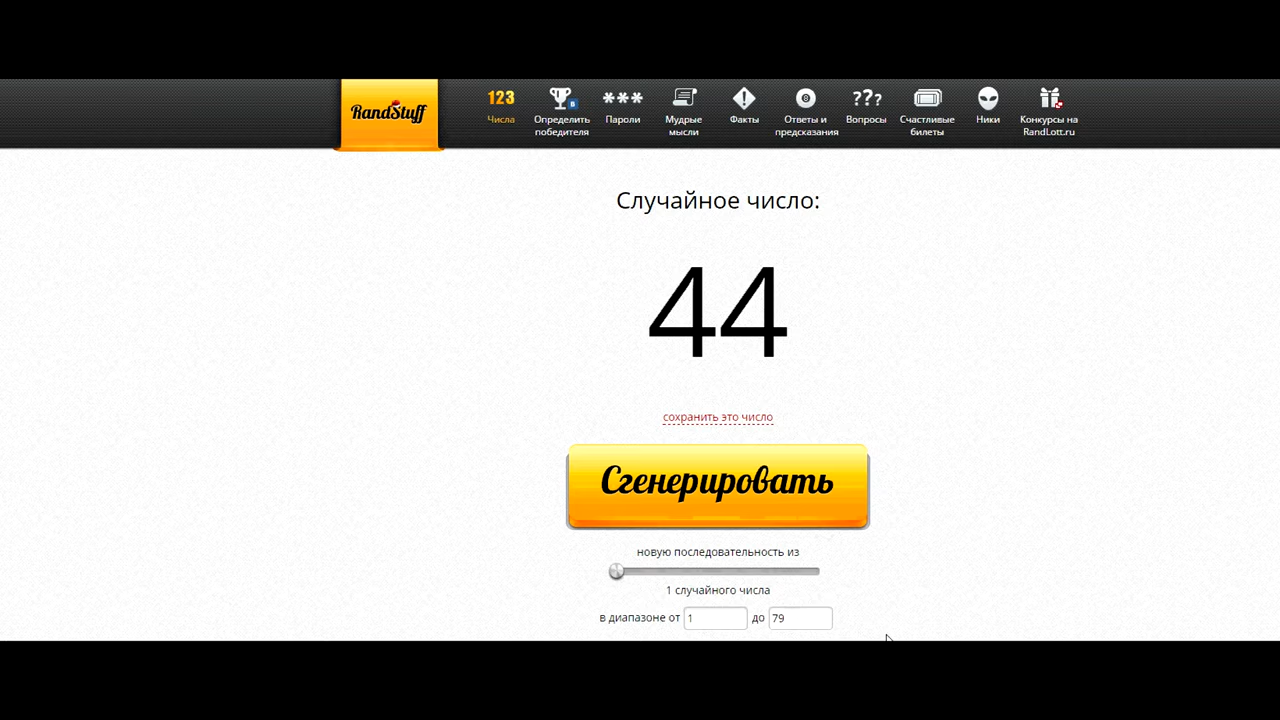 RandStuff
123
Числа
Определить
победителя
***
Пароли
Мудрые
мысли
!
Факты
8
Ответы и
предсказания
???
Вопросы
Счастливые
билеты
Ники
Конкурсы на
RandLott.ru
Случайное число:
44
сохранить это число
Сгенерировать
новую последовательность из
1 случайного числа
в диапазоне от 1 до 79